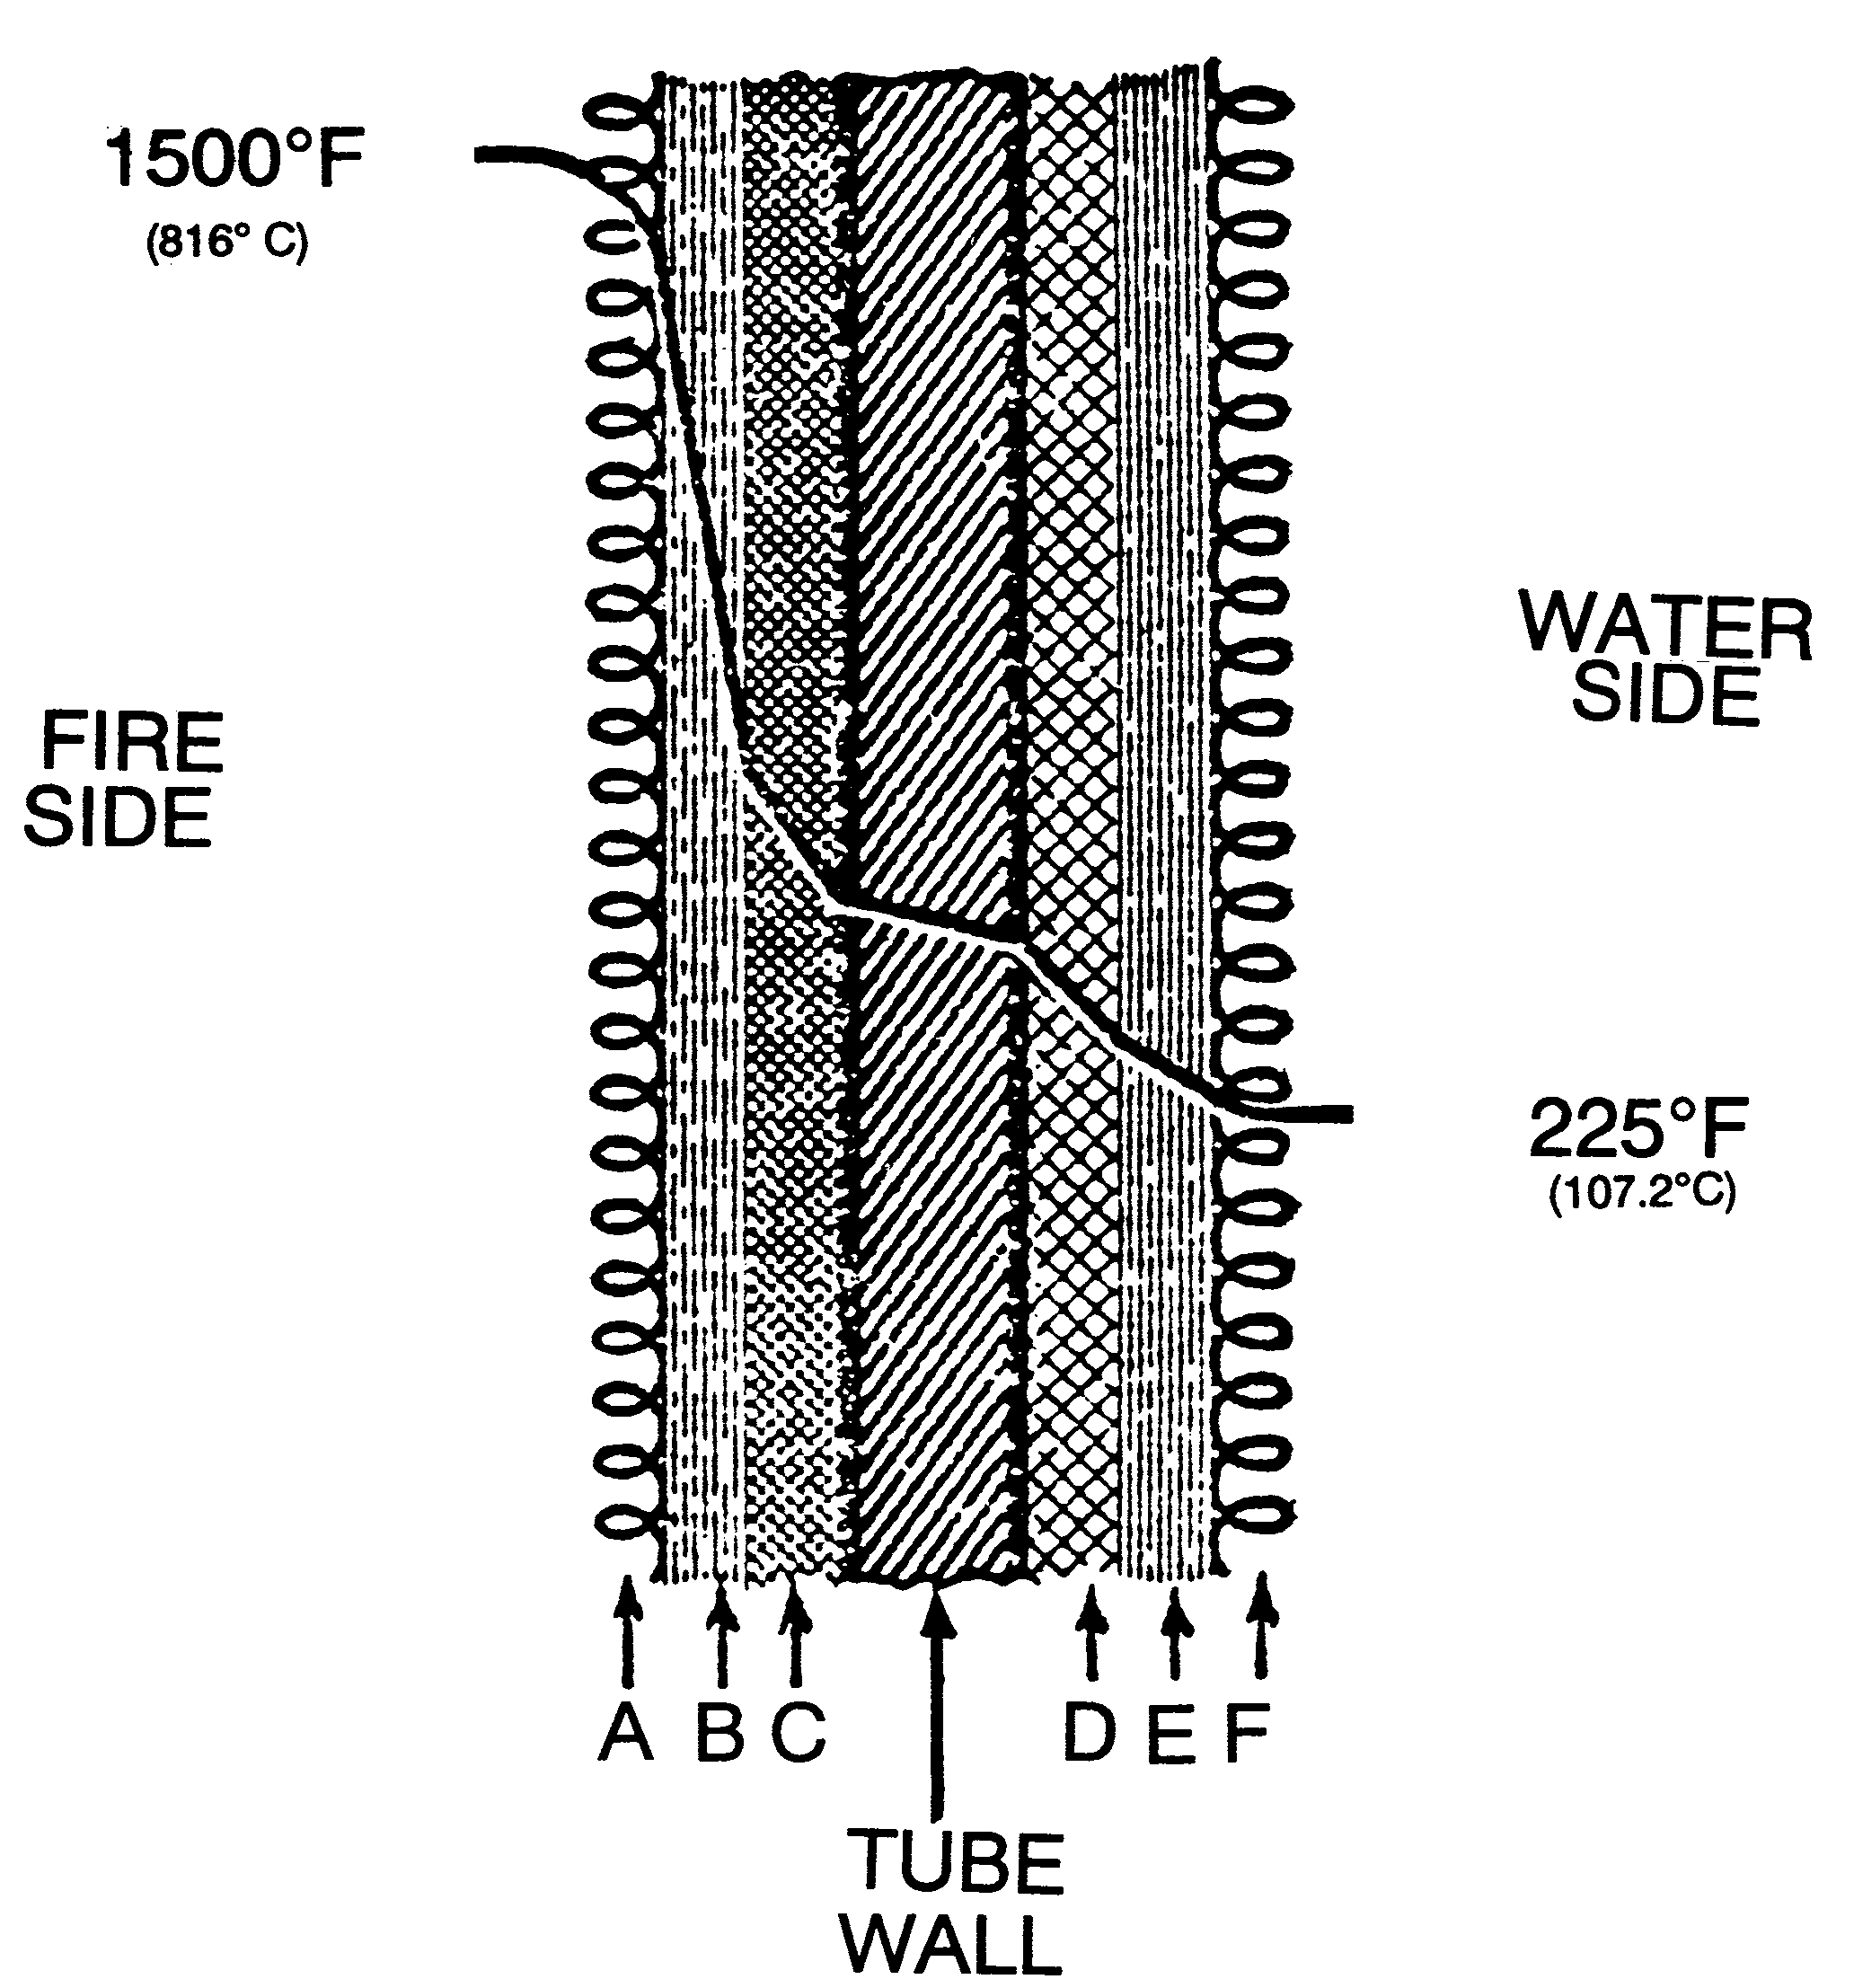 1500°F
(816° C)
WATER
SIDE
FIRE
SIDE
225°F
(107.2°C)
A B C D E F
TUBE
WALL